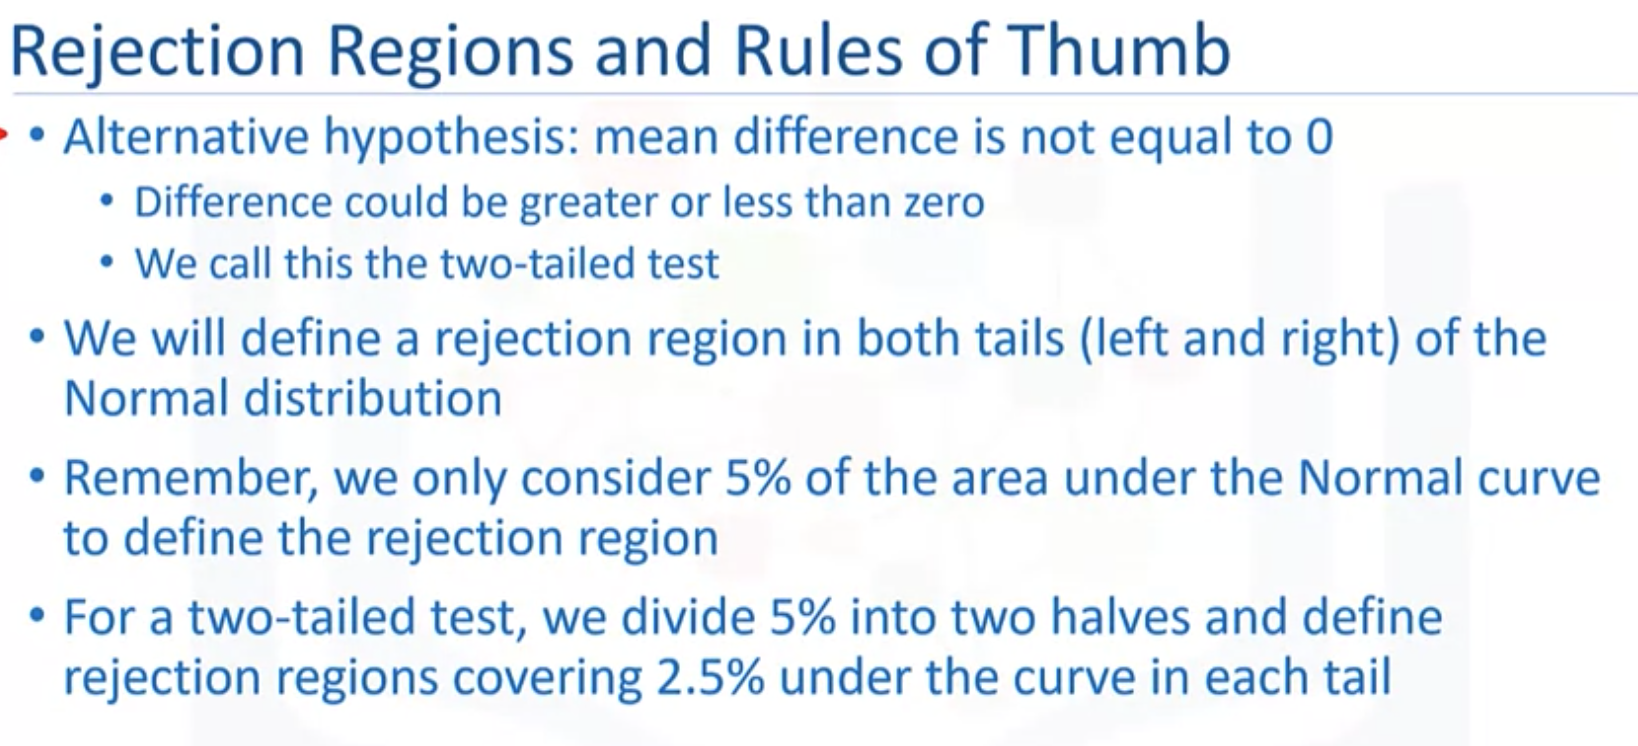 Rejection Regions and Rules of Thumb
• Alternative hypothesis: mean difference is not equal to 0
• Difference could be greater or less than zero
• We call this the two-tailed test
• We will define a rejection region in both tails (left and right) of the
Normal distribution
• Remember, we only consider 5% of the area under the Normal curve
to define the rejection region
• For a two-tailed test, we divide 5% into two halves and define
rejection regions covering 2.5% under the curve in each tail